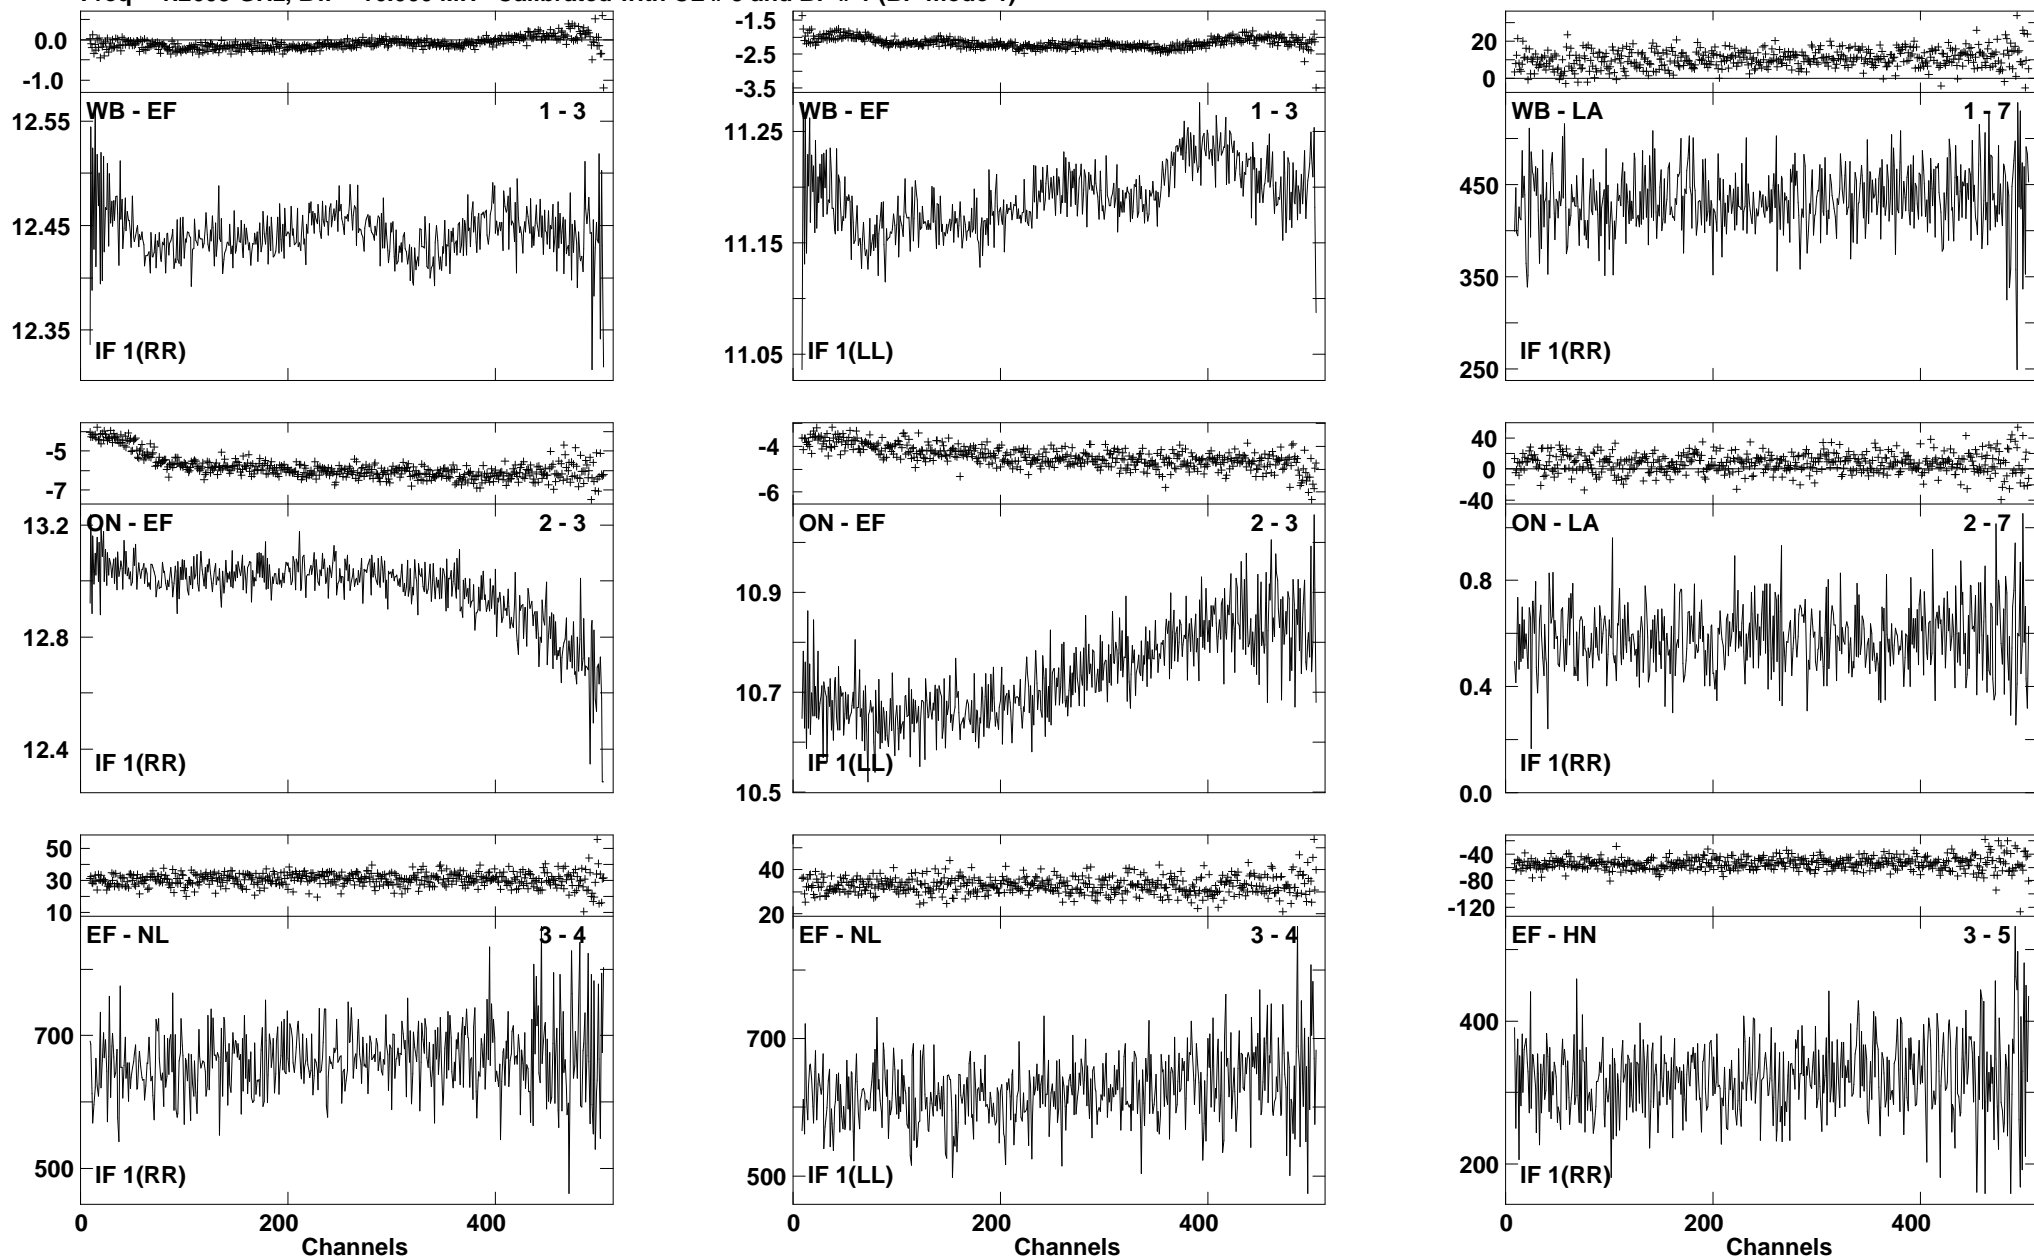 0.0
-1.0
-1.5
-2.5
-3.5
20
0
WB - EF 1 - 3
12.55
12.45
12.35
IF 1(RR)
WB - EF 1 - 3
11.25
11.15
11.05
IF 1(LL)
WB - LA 1 - 7
450
350
250
IF 1(RR)
-5
-7
-4
-6
40
0
-40
ON - EF 2 - 3
13.2
12.8
12.4
IF 1(RR)
ON - EF 2 - 3
10.9
10.7
10.5
IF 1(LL)
ON - LA 2 - 7
0.8
0.4
0.0
IF 1(RR)
50
30
10
40
20
-40
-80
-120
EF - NL 3 - 4
700
500
IF 1(RR)
EF - NL 3 - 4
700
500
IF 1(LL)
EF - HN 3 - 5
400
200
IF 1(RR)
0 200 400
0 200 400
0 200 400
Channels
Channels
Channels